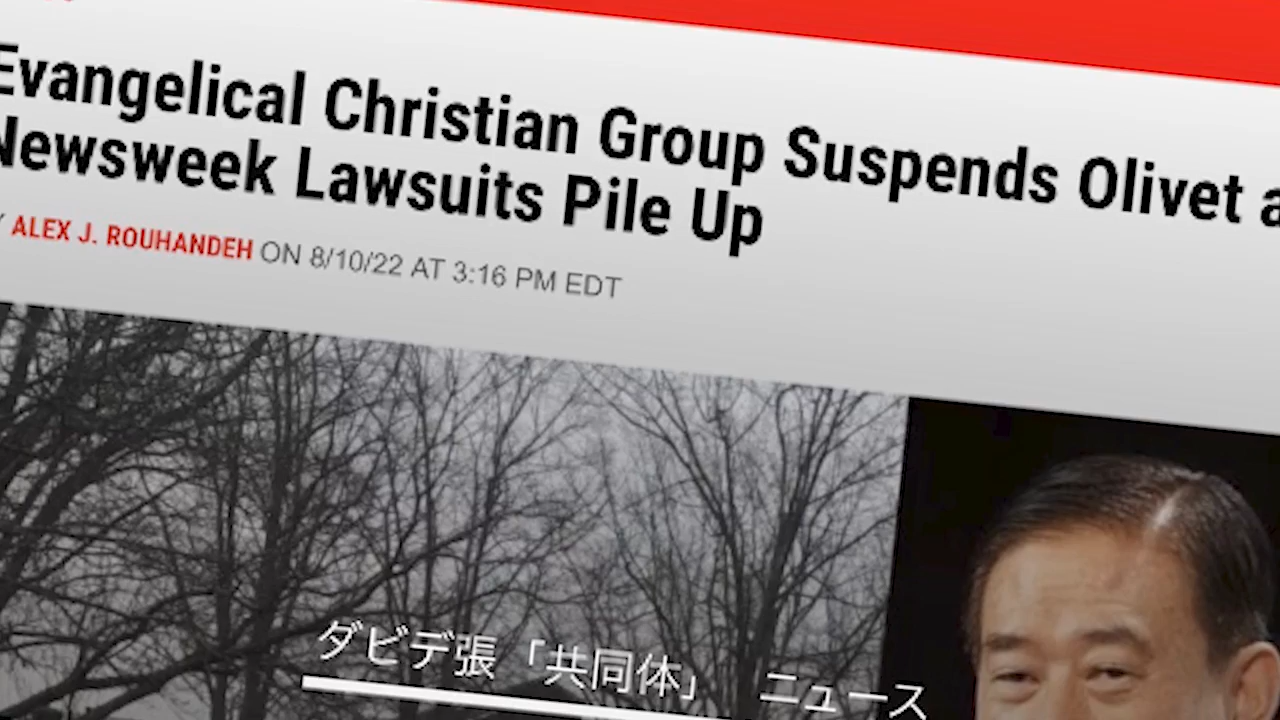 Evangelical Christian Group Suspends Olivet
Newsweek Lawsuits Pile Up
ALEX J. ROUHANDEH ON 8/10/22 AT 3:16 PM EDT
ダビデ張「共同体」 ニュース